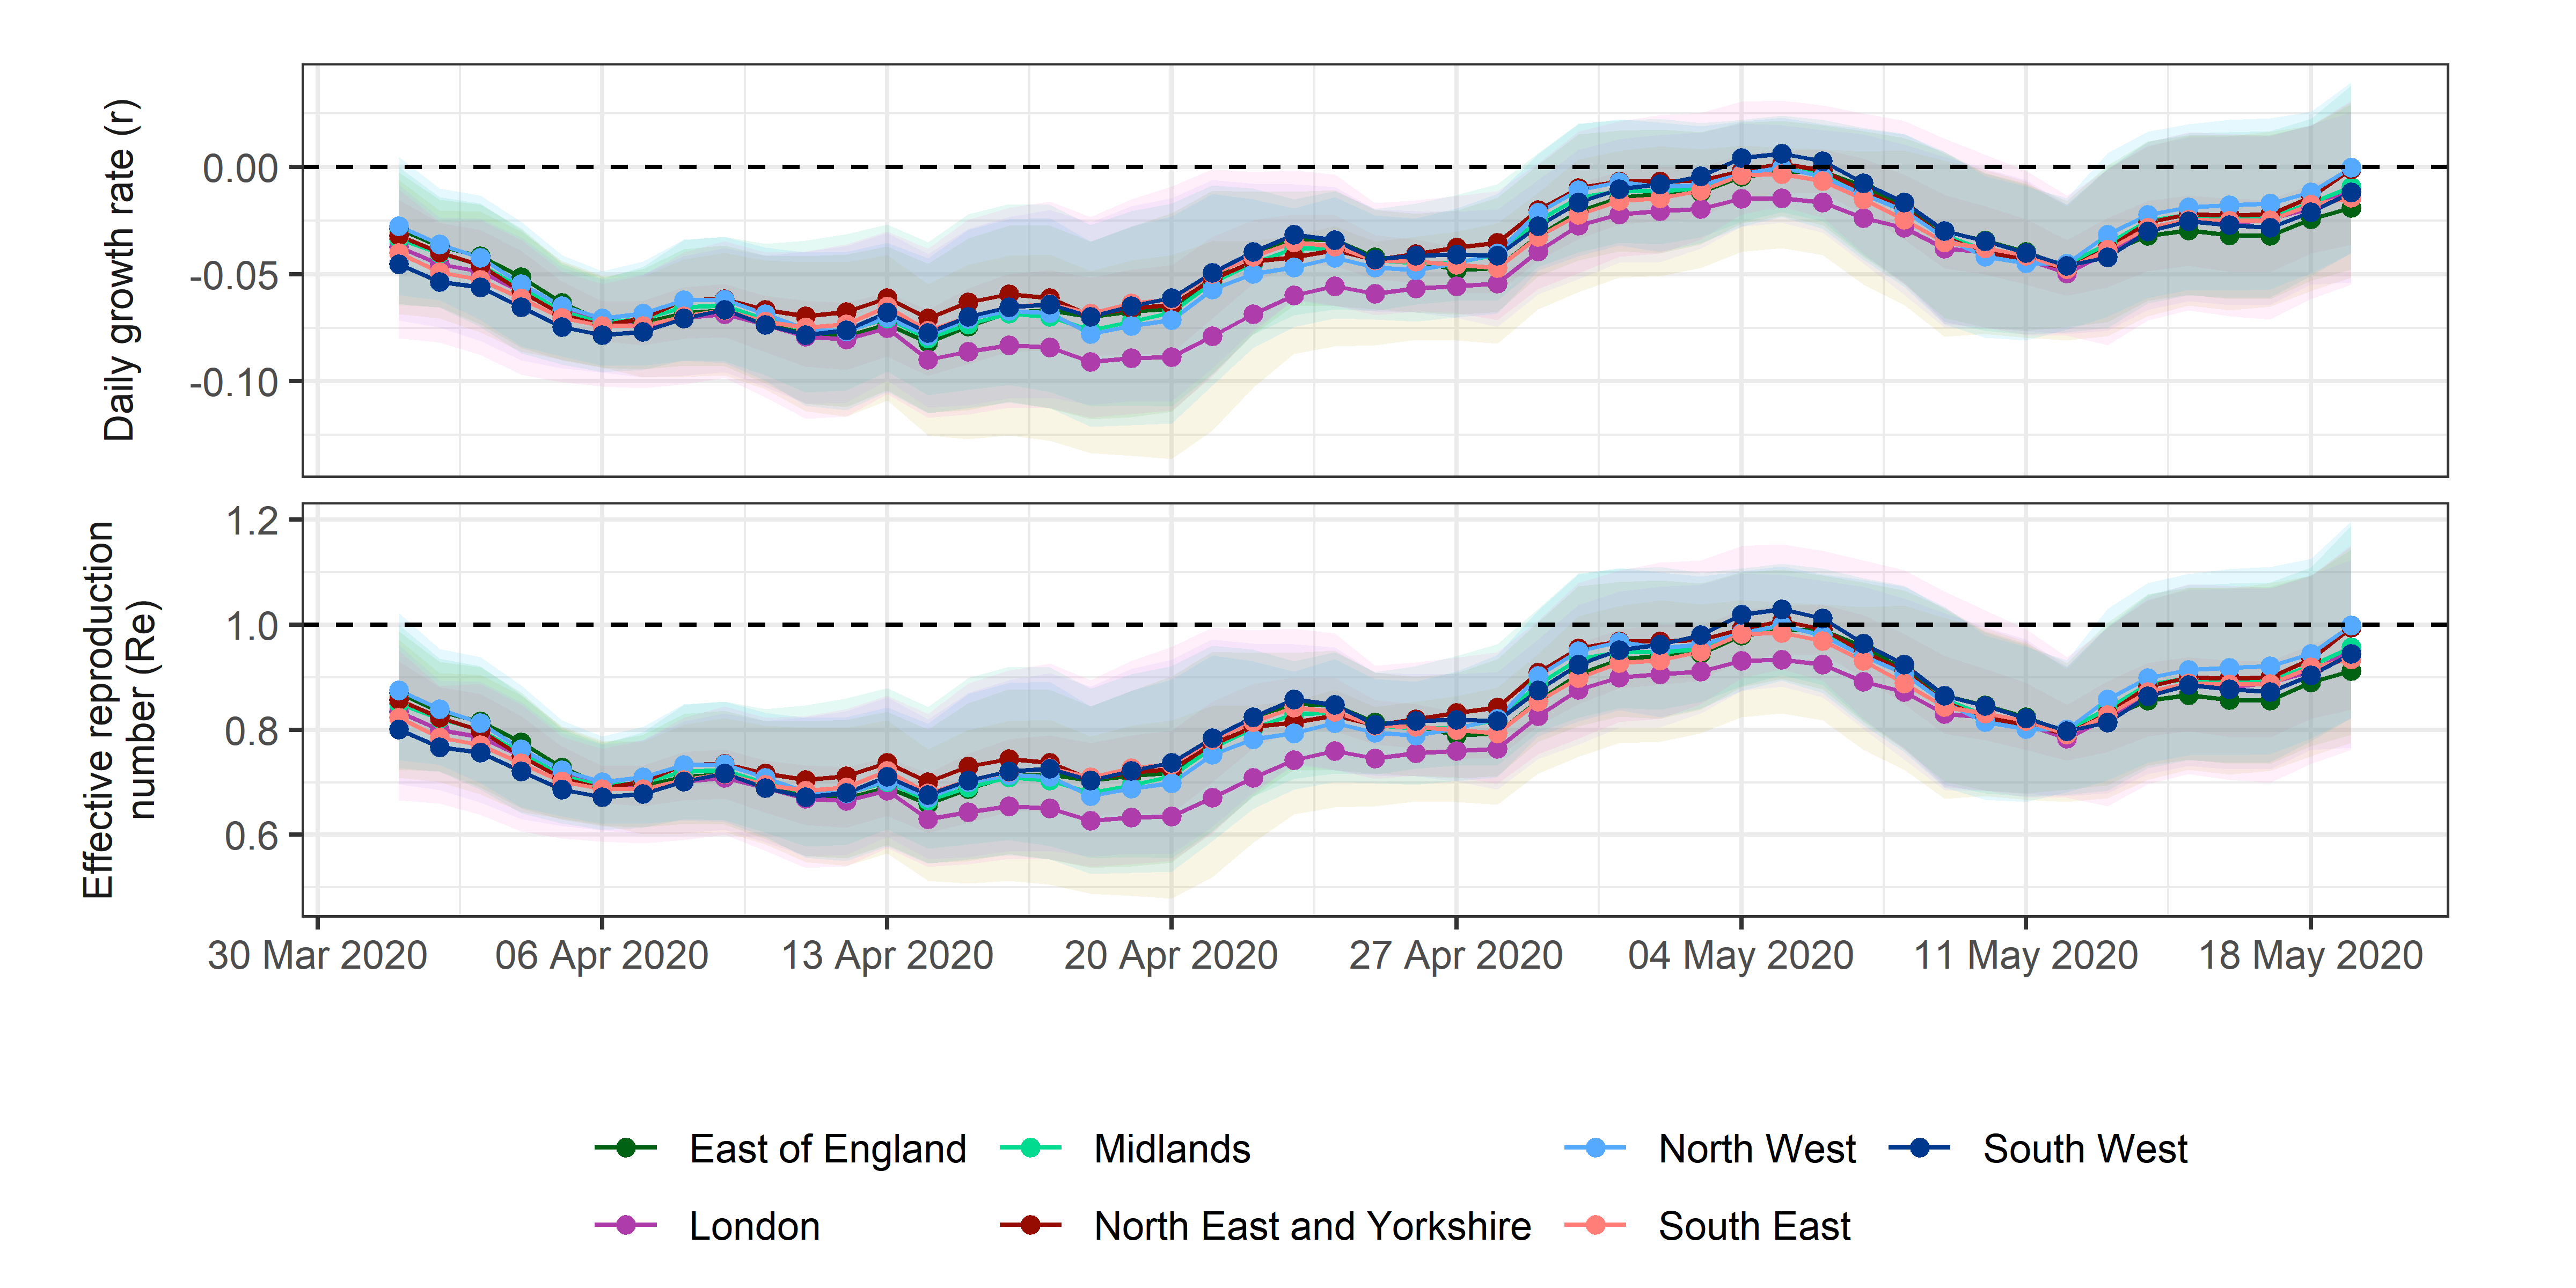 Daily growth rate (r)
0.00
-0.05
-0.10
Effective reproduction
number (Re)
1.2
1.0
0.8
0.6
30 Mar 2020 06 Apr 2020 13 Apr 2020 20 Apr 2020 27 Apr 2020 04 May 2020 11 May 2020 18 May 2020
East of England Midlands North West South West
London North East and Yorkshire South East